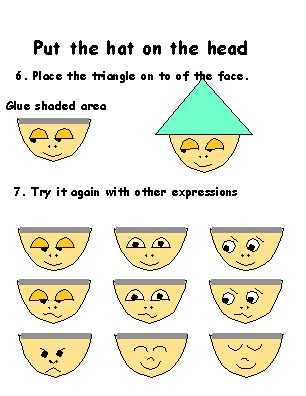 Put the hat on the head
6. Place the triangle on to of the face.
Glue shaded area
7. Try it again with other expressions